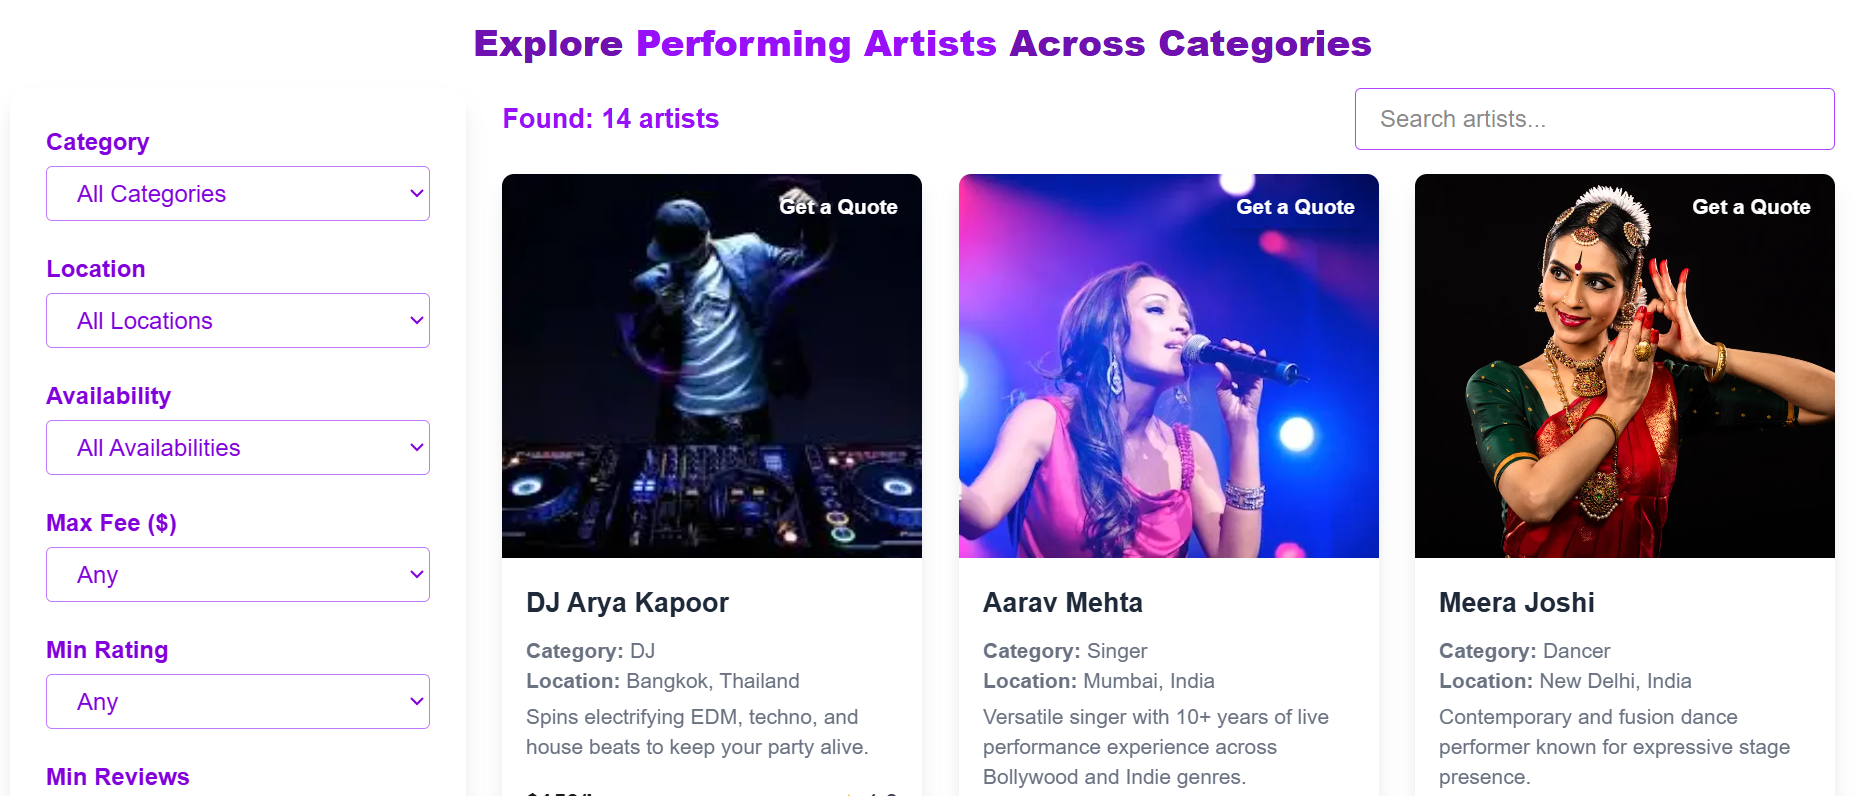 Explore Performing Artists Across Categories
Category
All Categories
Location
All Locations
Availability
All Availabilities
Max Fee ($)
Any
Min Rating
Any
Min Reviews
Found: 14 artists
Search artists...
Get a Quote
DJ Arya Kapoor
Category: DJ
Location: Bangkok, Thailand
Spins electrifying EDM, techno, and
house beats to keep your party alive.
Get a Quote
Aarav Mehta
Category: Singer
Location: Mumbai, India
Versatile singer with 10+ years of live
performance experience across
Bollywood and Indie genres.
Get a Quote
Meera Joshi
Category: Dancer
Location: New Delhi, India
Contemporary and fusion dance
performer known for expressive stage
presence.